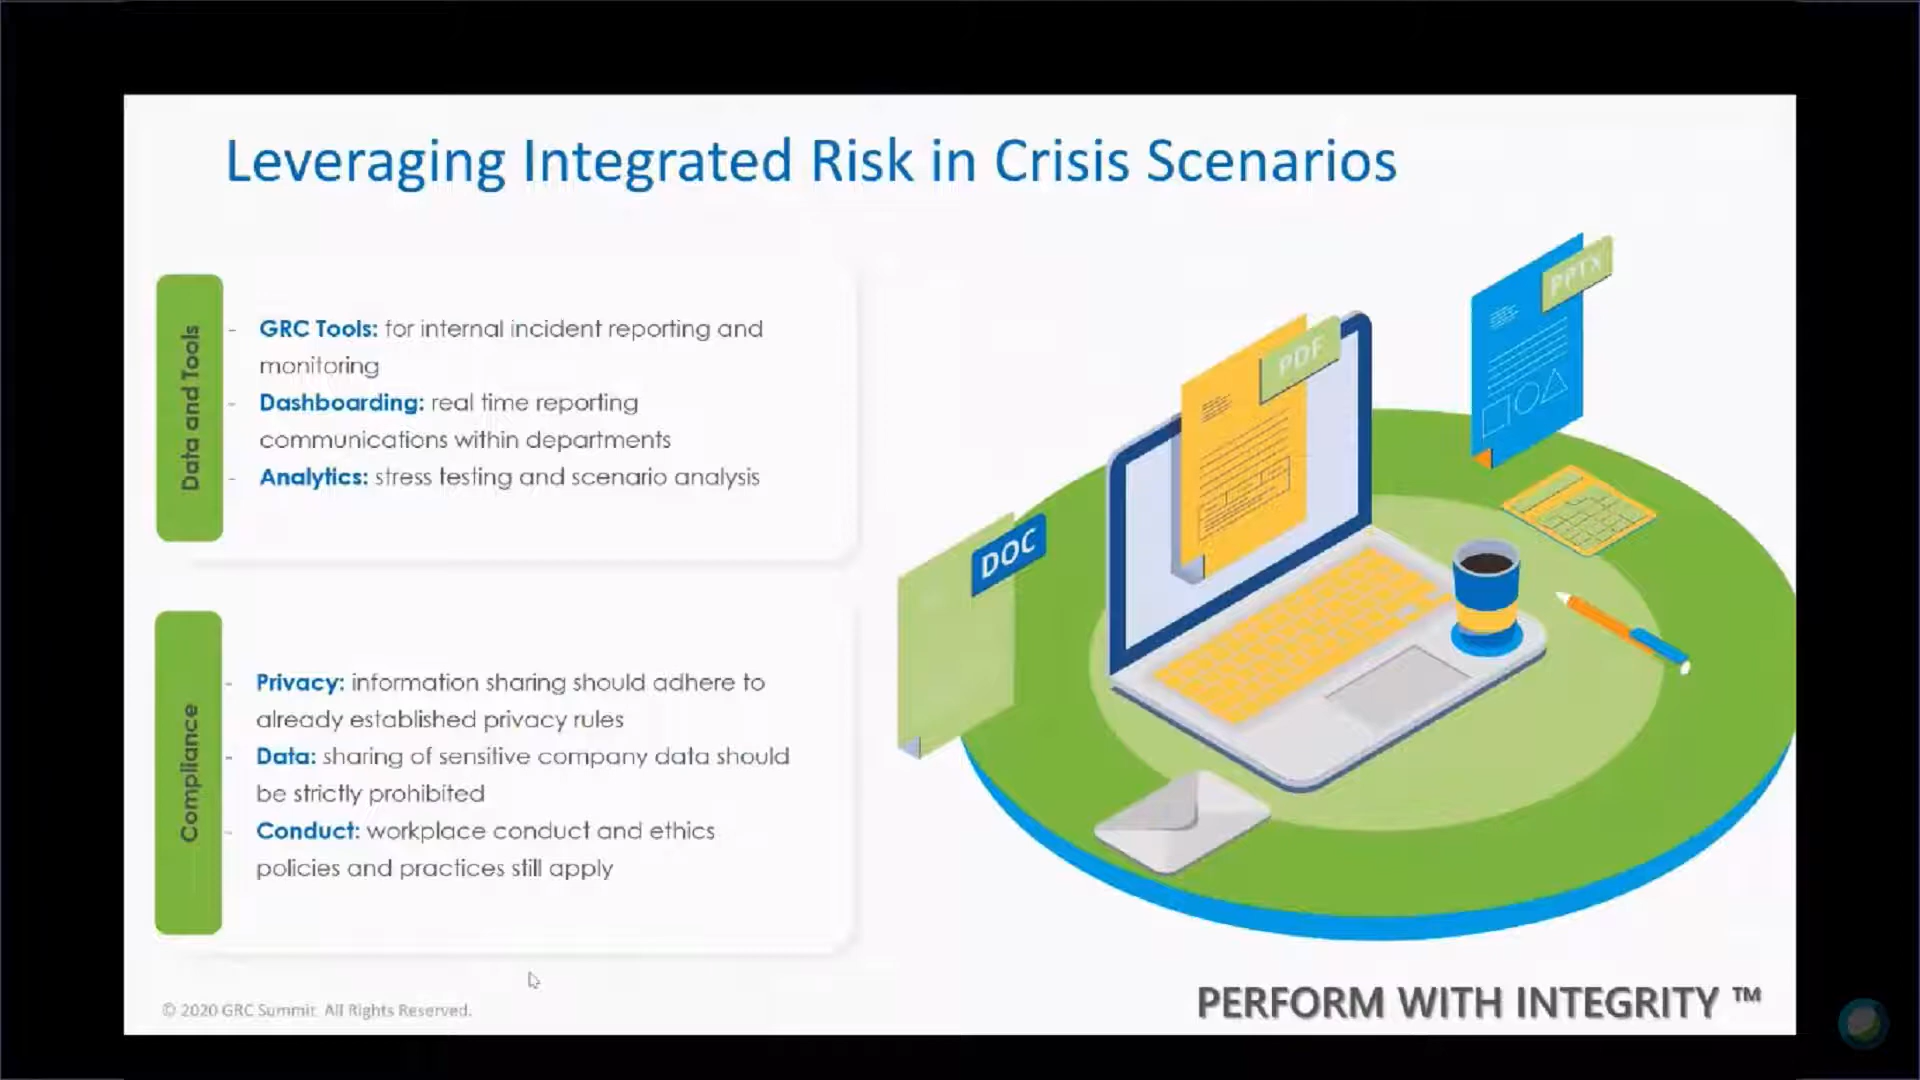 Leveraging Integrated Risk in Crisis Scenarios
Data and Tools
- GRC Tools: for internal incident reporting and
monitoring
- Dashboarding: real time reporting
communications within departments
- Analytics: stress testing and scenario analysis
Compliance
- Privacy: information sharing should adhere to
already established privacy rules
- Data: sharing of sensitive company data should
be strictly prohibited
- Conduct: workplace conduct and ethics
policies and practices still apply
DOC
PDF
PPTX
© 2020 GRC Summit. All Rights Reserved.
PERFORM WITH INTEGRITY ™